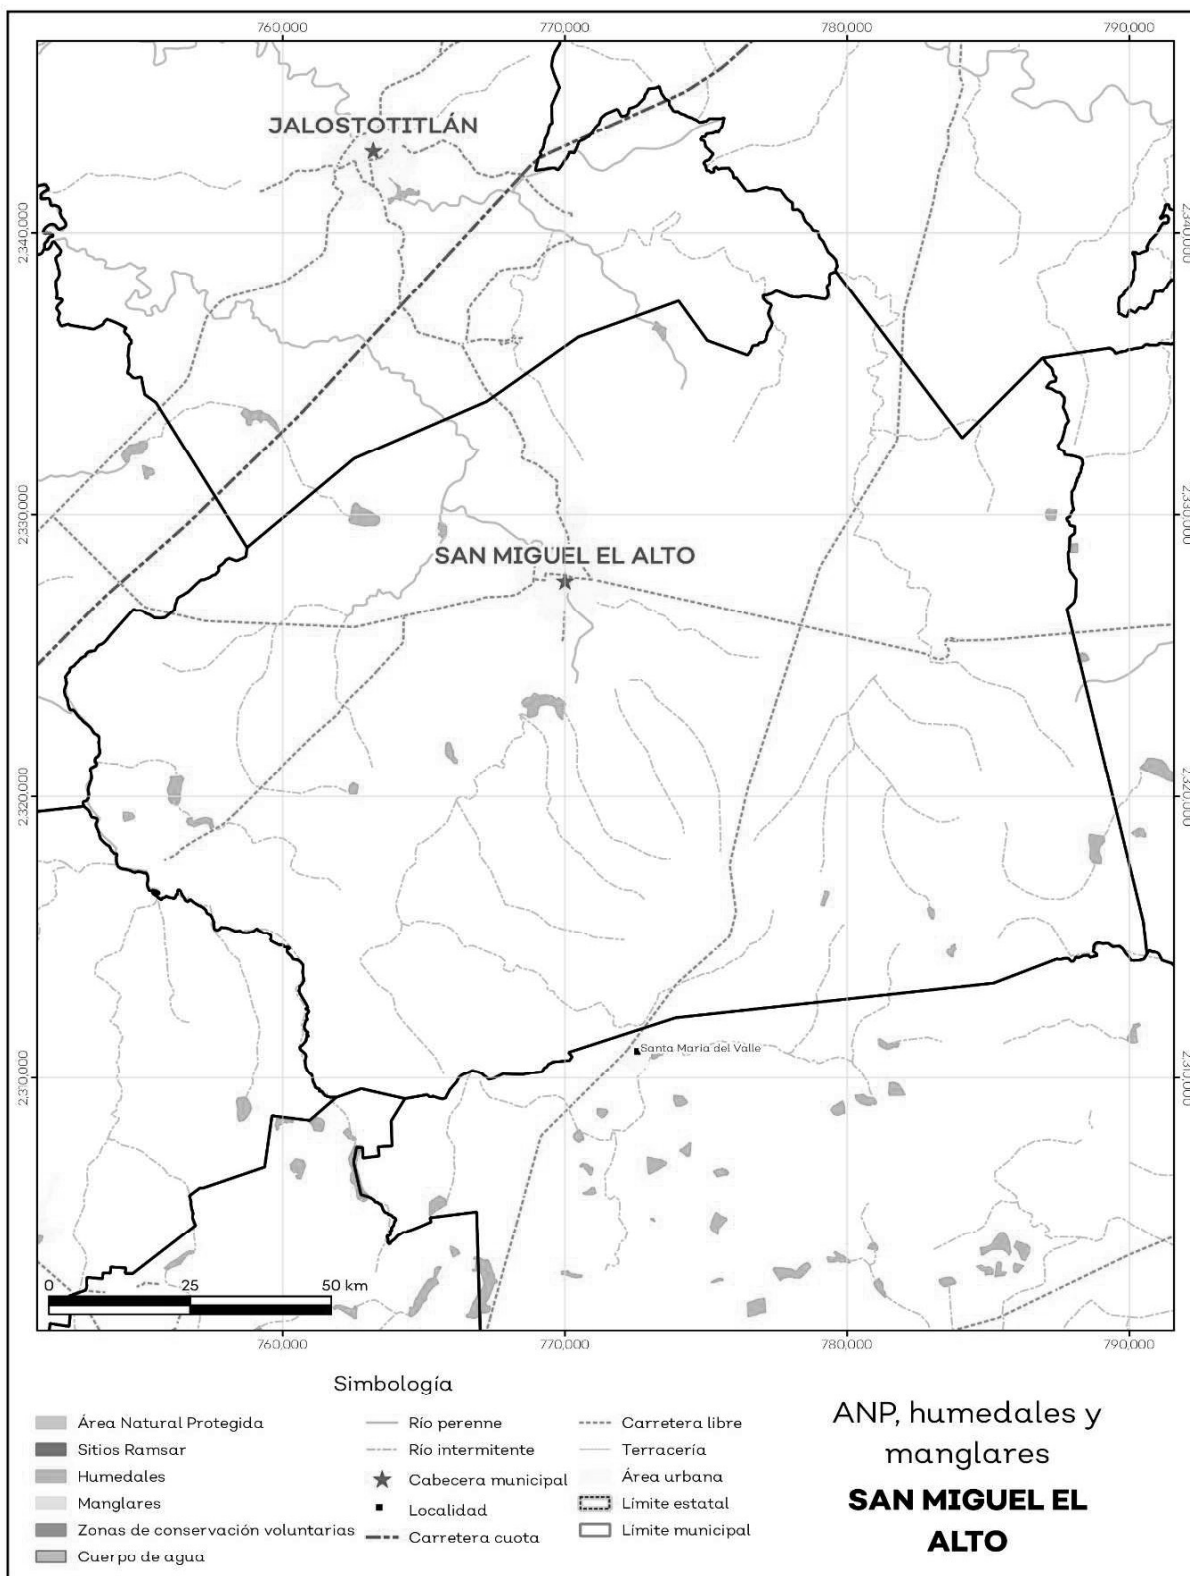 760,000
770,000
780,000
790,000
JALOSTOTITLÁN
2,340,000
2,340,000
2,330,000
2,330,000
SAN MIGUEL EL ALTO
2,320,000
2,320,000
Santa María del Valle
2,310,000
2,310,000
0
25
50 km
760,000
770,000
780,000
790,000
Simbología
Área Natural Protegida
Sitios Ramsar
Humedales
Manglares
Zonas de conservación voluntarias
Cuerpo de agua
Río perenne
Río intermitente
Cabecera municipal
Localidad
Carretera cuota
Carretera libre
Terracería
Área urbana
Límite estatal
Límite municipal
ANP, humedales y
manglares
SAN MIGUEL EL
ALTO